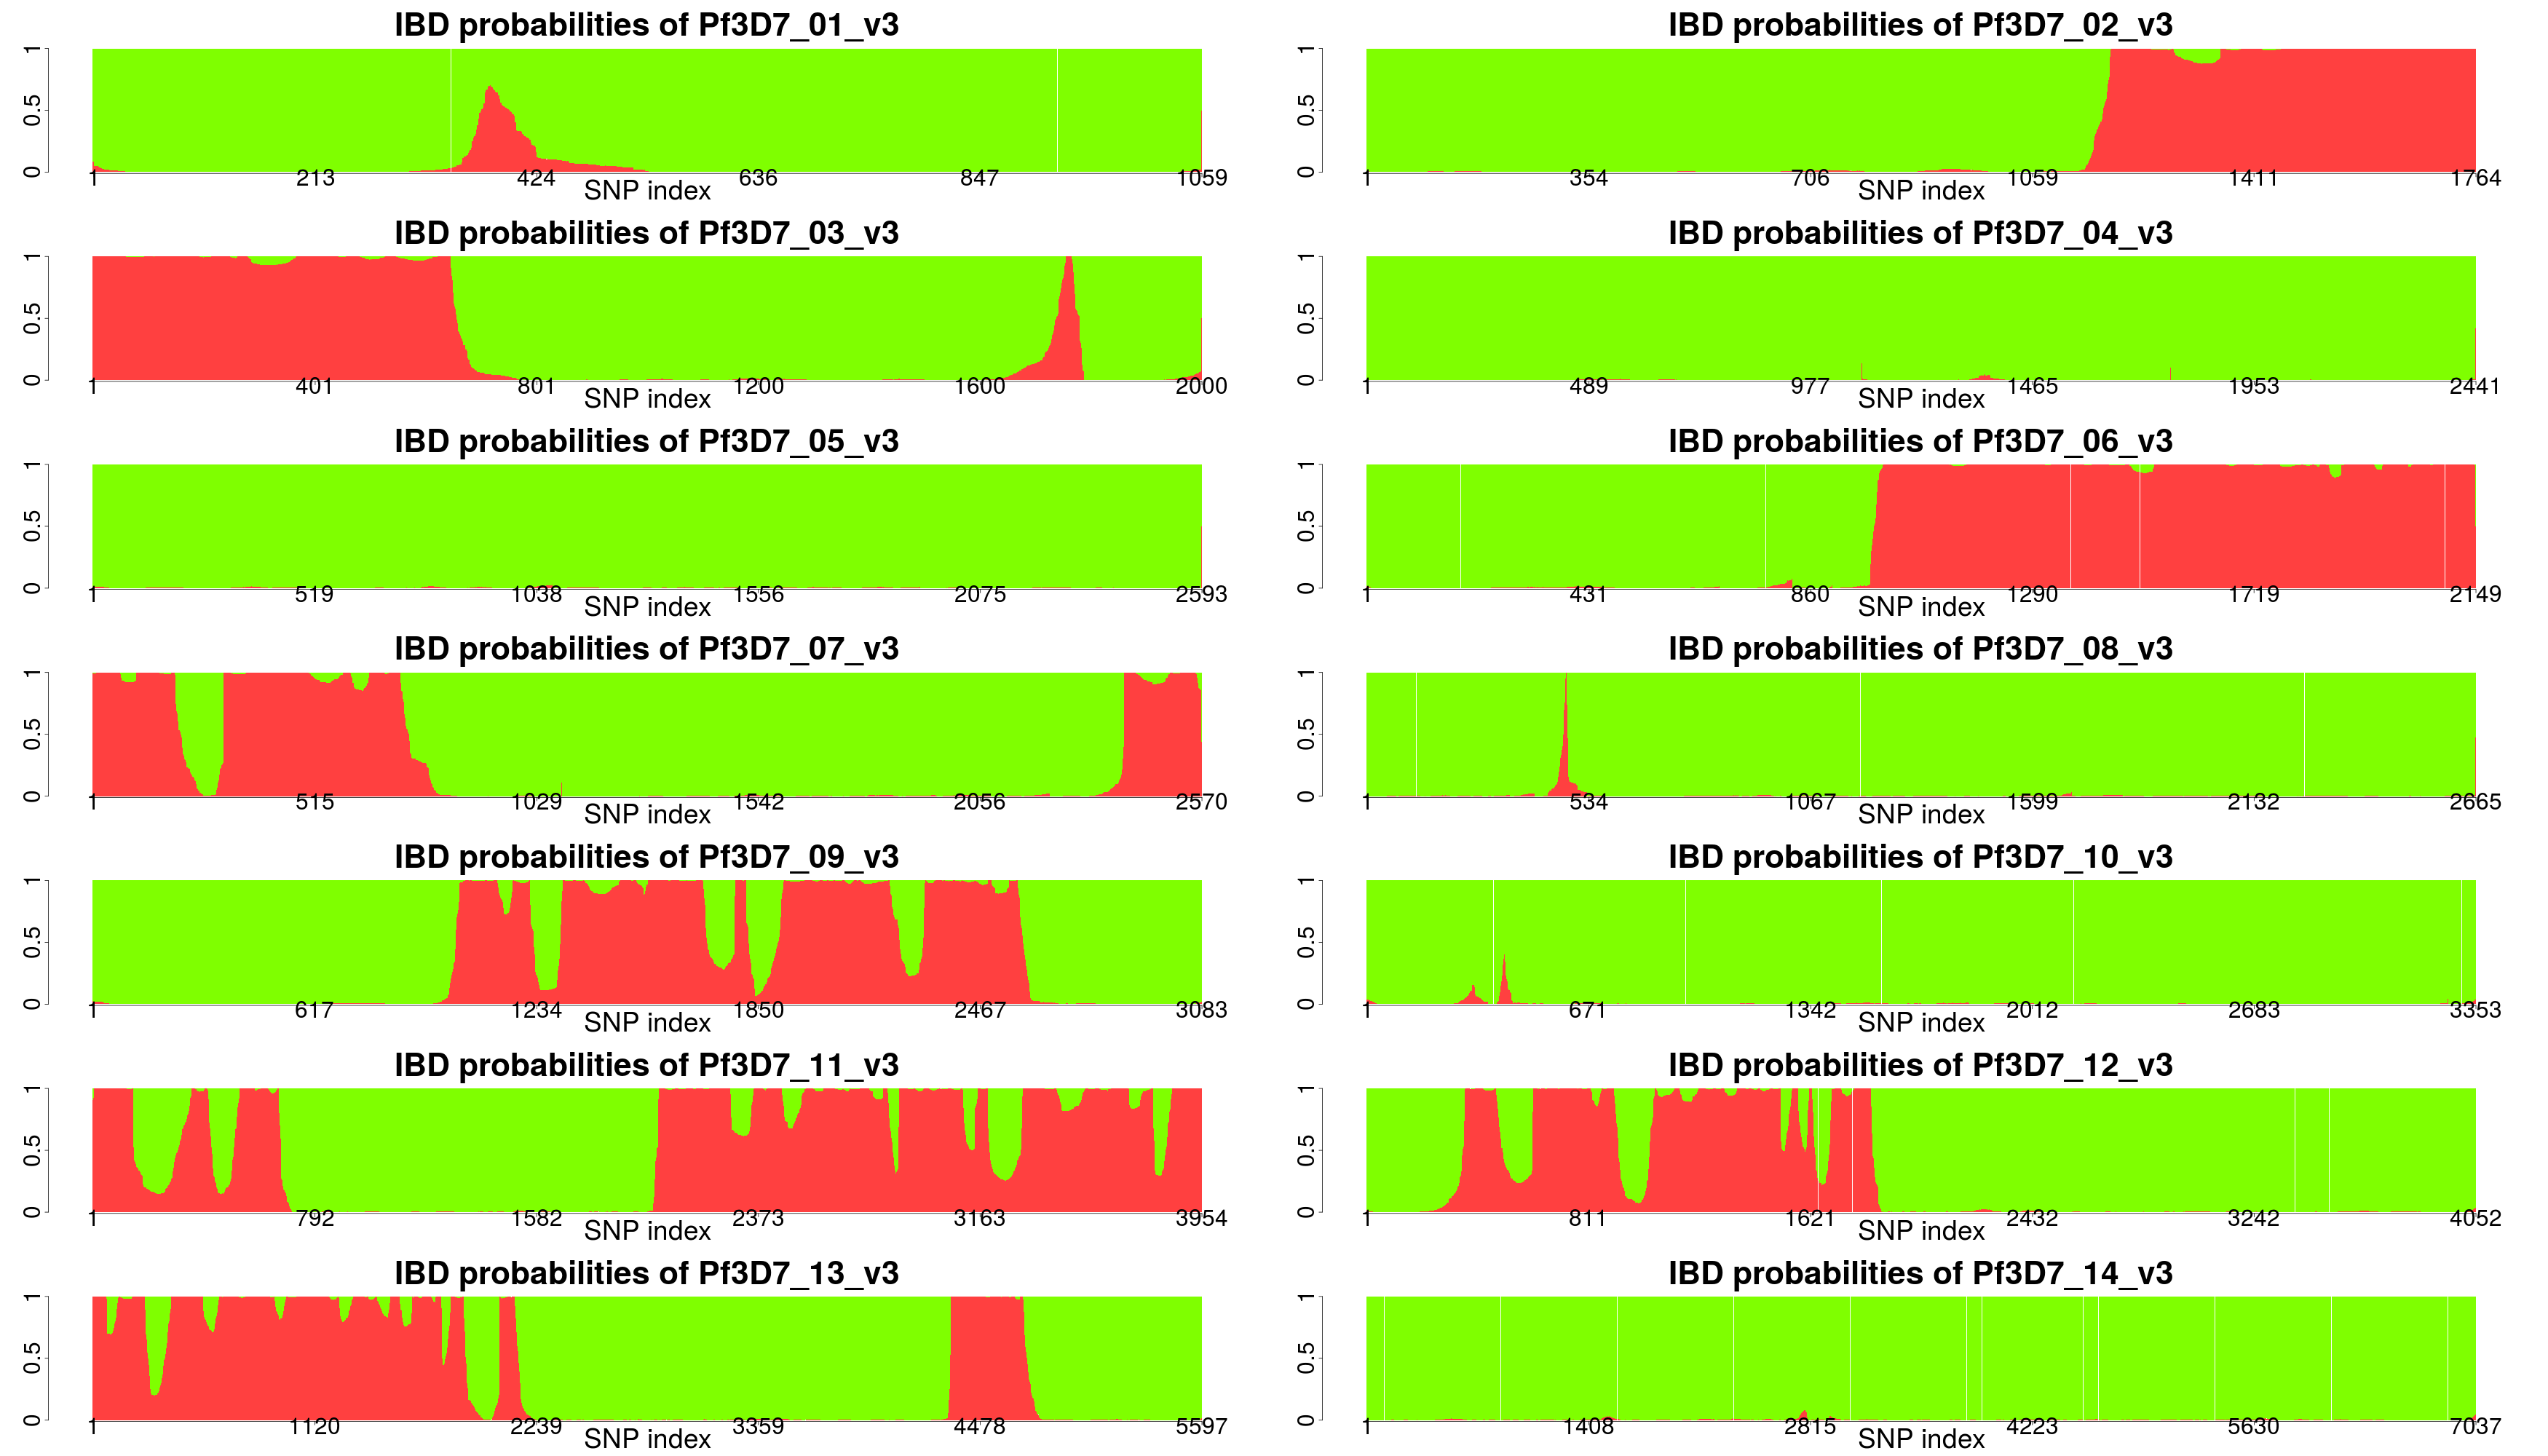 IBD probabilities of Pf3D7_01_v3
0 0.5 1
1 213 424 636 847 1059
SNP index
IBD probabilities of Pf3D7_02_v3
0 0.5 1
1 354 706 1059 1411 1764
SNP index
IBD probabilities of Pf3D7_03_v3
0 0.5 1
1 401 801 1200 1600 2000
SNP index
IBD probabilities of Pf3D7_04_v3
0 0.5 1
1 489 977 1465 1953 2441
SNP index
IBD probabilities of Pf3D7_05_v3
0 0.5 1
1 519 1038 1556 2075 2593
SNP index
IBD probabilities of Pf3D7_06_v3
0 0.5 1
1 431 860 1290 1719 2149
SNP index
IBD probabilities of Pf3D7_07_v3
0 0.5 1
1 515 1029 1542 2056 2570
SNP index
IBD probabilities of Pf3D7_08_v3
0 0.5 1
1 534 1067 1599 2132 2665
SNP index
IBD probabilities of Pf3D7_09_v3
0 0.5 1
1 617 1234 1850 2467 3083
SNP index
IBD probabilities of Pf3D7_10_v3
0 0.5 1
1 671 1342 2012 2683 3353
SNP index
IBD probabilities of Pf3D7_11_v3
0 0.5 1
1 792 1582 2373 3163 3954
SNP index
IBD probabilities of Pf3D7_12_v3
0 0.5 1
1 811 1621 2432 3242 4052
SNP index
IBD probabilities of Pf3D7_13_v3
0 0.5 1
1 1120 2239 3359 4478 5597
SNP index
IBD probabilities of Pf3D7_14_v3
0 0.5 1
1 1408 2815 4223 5630 7037
SNP index